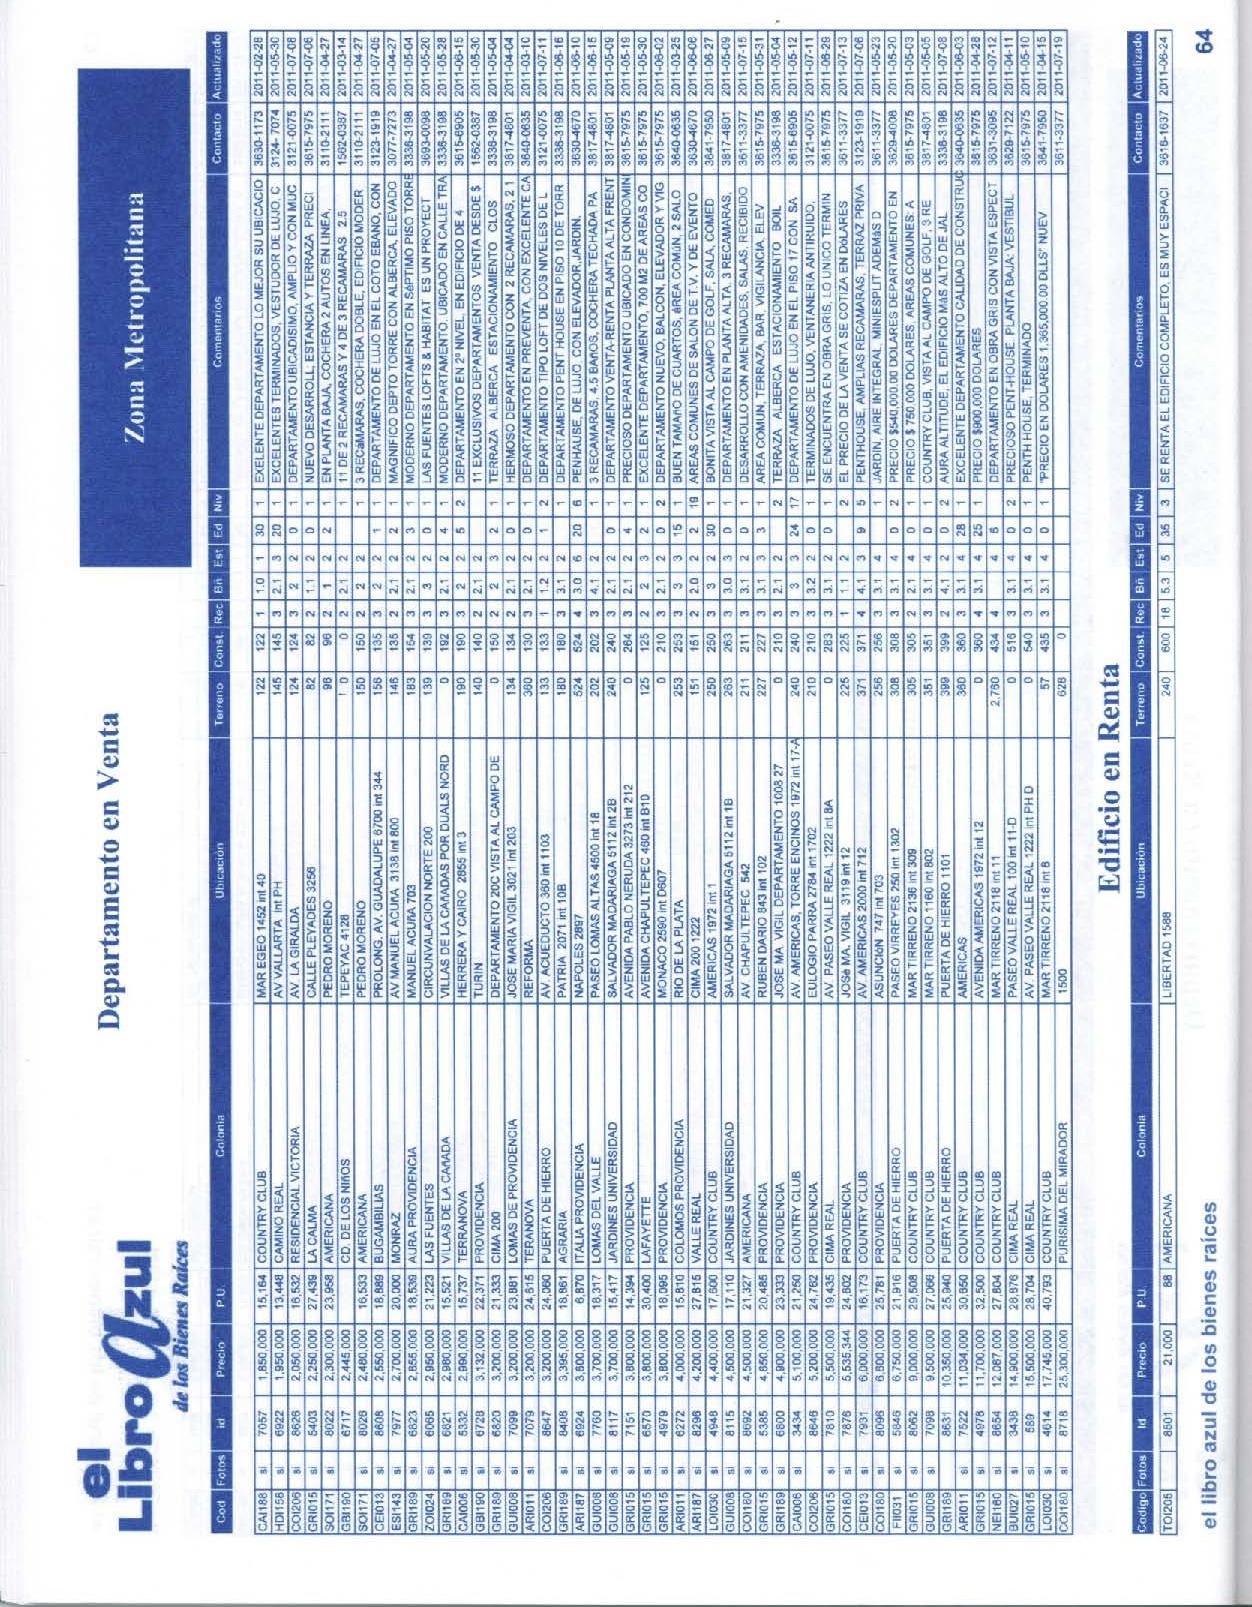 el
Libro azul
de los Bienes Raíces
Departamento en Venta
Zona Metropolitana
Cod Fotos id Precio P.U. Colonia Ubicación Terreno Const. Rec Bñ Est Ed Niv Comentarios Contacto Actualizado
CAI188 si 7057 1,850,000 15,164 COUNTRY CLUB MAR EGEO 1452 int 40 122 122 1 1.0 1 30 1 EXELENTE DEPARTAMENTO LO MEJOR SU UBICACIO 3630-1173 2011-02-28
HDI158 si 6922 1,950,000 13,448 CAMINO REAL AV VALLARTA int PH 145 145 3 2.1 3 20 1 EXCELENTES TERMINADOS, VESTUDOR DE LUJO, C 3124-7074 2011-05-30
COI206 si 8626 2,050,000 16,532 RESIDENCIAL VICTORIA AV. LA GIRALDA 124 124 3 2 2 0 1 DEPARTAMENTO UBICADISIMO, AMPLIO Y CON MUC 3121-0075 2011-07-08
GRI015 si 5403 2,250,000 27,439 LA CALMA CALLE PLEYADES 3256 82 82 2 1.1 2 0 1 NUEVO DESARROLL ESTANCIA Y TERRAZA, PRECI 3615-7975 2011-07-06
SOI171 si 8022 2,300,000 23,958 AMERICANA PEDRO MORENO 96 96 2 1 2 2 1 EN PLANTA BAJA, COCHERA 2 AUTOS EN LINEA, 3110-2111 2011-04-27
GBI190 6717 2,445,000 CD. DE LOS NIñOS TEPEYAC 4128 0 0 2 2.1 2 1 11 DE 2 RECAMARAS Y 4 DE 3 RECAMARAS 2.5 1562-0387 2011-03-14
SOI171 si 8026 2,480,000 16,533 AMERICANA PEDRO MORENO 150 150 2 2 2 1 3 RECáMARAS, COCHERA DOBLE, EDIFICIO MODER 3110-2111 2011-04-27
CEI013 si 8608 2,550,000 18,889 BUGAMBILIAS PROLONG. AV. GUADALUPE 6700 int 344 156 135 3 2 2 1 1 DEPARTAMENTO DE LUJO EN EL COTO EBANO, CON 3123-1919 2011-07-05
ESI143 si 7977 2,700,000 20,000 MONRAZ AV MANUEL ACUñA 3138 int 800 146 135 2 2.1 2 2 1 MAGNIFICO DEPTO TORRE CON ALBERCA, ELEVADO 3077-7273 2011-04-27
GRI189 si 6823 2,855,000 18,539 AURA PROVIDENCIA MANUEL ACUñA 703 183 154 3 2.1 2 3 1 MODERNO DEPARTAMENTO EN SéPTIMO PISO TORRE 3338-3198 2011-05-04
ZOI024 si 6065 2,950,000 21,223 LAS FUENTES CIRCUNVALACION NORTE 200 139 139 3 3 2 0 1 LAS FUENTES LOFTS & HABITAT ES UN PROYECT 3693-0098 2011-05-20
GRI189 si 6821 2,980,000 15,521 VILLAS DE LA CAñADA VILLAS DE LA CAñADAS POR DUALS NORD 0 192 3 2.1 2 4 2 MODERNO DEPARTAMENTO, UBICADO EN CALLE TRA 3338-3198 2011-05-28
CAI006 si 5332 2,990,000 15,737 TERRANOVA HERRERA Y CAIRO 2855 int 3 190 190 3 2 2 5 2 DEPARTAMENTO EN 2º NIVEL, EN EDIFICIO DE 4 3615-6905 2011-06-15
GBI190 si 6728 3,132,000 22,371 PROVIDENCIA TURIN 140 140 2 2.1 2 11 EXCLUSIVOS DEPARTAMENTOS VENTA DESDE $ 1562-0387 2011-05-30
GRI189 si 6820 3,200,000 21,333 CIMA 200 DEPARTAMENTO 20C VISTA AL CAMPO DE 0 150 2 2 3 2 1 TERRAZA ALBERCA ESTACIONAMIENTO CLOS 3338-3198 2011-05-04
GUI008 si 7099 3,200,000 23,881 LOMAS DE PROVIDENCIA JOSE MARIA VIGIL 3021 int 203 134 134 2 2.1 2 0 1 HERMOSO DEPARTAMENTO CON 2 RECAMARAS, 2 1 3817-4801 2011-04-04
ARI011 si 7079 3,200,000 24,615 TERANOVA REFORMA 360 130 3 2.1 2 0 1 DEPARTAMENTO EN PREVENTA, CON EXCELENTE CA 3640-0635 2011-03-10
COI206 si 8647 3,200,000 24,060 PUERTA DE HIERRO AV. ACUEDUCTO 360 int 1103 133 133 1 1.2 2 1 2 DEPARTAMENTO TIPO LOFT DE DOS NIVELES DE L 3121-0075 2011-07-11
GRI189 si 8408 3,395,000 18,861 AGRARIA PATRIA 2071 int 10B 180 180 3 3.1 2 1 DEPARTAMENTO PENT HOUSE EN PISO 10 DE TORR 3338-3198 2011-06-16
ARI187 si 6924 3,600,000 6,870 ITALIA PROVIDENCIA NAPOLES 2897 524 524 4 3.0 6 20 6 PENHAUBE DE LUJO CON ELEVADOR,JARDIN. 3630-4670 2011-06-10
GUI008 si 7760 3,700,000 18,317 LOMAS DEL VALLE PASEO LOMAS ALTAS 4500 int 18 202 202 3 4.1 2 1 3 RECAMARAS, 4.5 BAñOS, COCHERA TECHADA PA 3817-4801 2011-06-15
GUI008 si 8117 3,700,000 15,417 JARDINES UNIVERSIDAD SALVADOR MADARIAGA 5112 int 2B 240 240 3 2.1 2 0 1 DEPARTAMENTO VENTA-RENTA PLANTA ALTA FRENT 3817-4801 2011-05-09
GRI015 si 7151 3,800,000 14,394 PROVIDENCIA AVENIDA PABLO NERUDA 3273 int 212 0 264 3 2.1 2 4 1 PRECIOSO DEPARTAMENTO UBICADO EN CONDOMIN 3615-7975 2011-05-19
GRI015 si 6570 3,800,000 30,400 LAFAYETTE AVENIDA CHAPULTEPEC 480 int B10 125 125 2 2 3 2 1 EXCELENTE DEPARTAMENTO, 700 M2 DE AREAS CO 3615-7975 2011-05-30
GRI015 si 4979 3,800,000 18,095 PROVIDENCIA MONACO 2590 int D607 0 210 3 2.1 2 0 2 DEPARTAMENTO NUEVO, BALCON, ELEVADOR Y VIG 3615-7975 2011-06-02
ARI011 si 6272 4,000,000 15,810 COLOMOS PROVIDENCIA RIO DE LA PLATA 253 253 3 3 3 15 1 BUEN TAMAñO DE CUARTOS, áREA COMúN, 2 SALO 3640-0635 2011-03-25
ARI187 si 8296 4,200,000 27,815 VALLE REAL CIMA 200 1222 151 151 2 2.0 2 2 19 AREAS COMUNES DE SALON DE T.V. Y DE EVENTO 3630-4670 2011-06-06
LOI030 si 4948 4,400,000 17,600 COUNTRY CLUB AMERICAS 1972 int 1 250 250 3 3 2 30 1 BONITA VISTA AL CAMPO DE GOLF, SALA, COMED 3641-7950 2011-06-27
GUI008 si 8115 4,500,000 17,110 JARDINES UNIVERSIDAD SALVADOR MADARIAGA 5112 int 1B 263 263 3 3.0 3 0 1 DEPARTAMENTO EN PLANTA ALTA. 3 RECAMARAS, 3817-4801 2011-05-09
COI180 si 8692 4,500,000 21,327 AMERICANA AV. CHAPULTEPEC 542 211 211 3 3.1 2 0 1 DESARROLLO CON AMENIDADES, SALAS, RECIBIDO 3611-3377 2011-07-15
GRI015 si 5385 4,650,000 20,485 PROVIDENCIA RUBEN DARIO 843 int 102 227 227 3 3.1 3 3 1 AREA COMUN, TERRAZA, BAR, VIGILANCIA, ELEV 3615-7975 2011-05-31
GRI189 si 6800 4,900,000 23,333 PROVIDENCIA JOSE MA. VIGIL DEPARTAMENTO 1008 27 0 210 3 2.1 3 2 TERRAZA, ALBERCA ESTACIONAMIENTO BOIL 3338-3198 2011-05-04
CAI006 si 3434 5,100,000 21,250 COUNTRY CLUB AV. AMERICAS, TORRE ENCINOS 1972 int 17-A 240 240 3 3 3 24 17 DEPARTAMENTO DE LUJO EN EL PISO 17 CON, SA 3615-6905 2011-05-12
COI206 si 8646 5,200,000 24,762 PROVIDENCIA EULOGIO PARRA 2784 int 1702 210 210 3 3.2 2 0 1 TERMINADOS DE LUJO, VENTANERIA ANTIRUIDO, 3121-0075 2011-07-11
GRI015 si 7810 5,500,000 19,435 CIMA REAL AV. PASEO VALLE REAL 1222 int 8A 0 283 3 3.1 2 0 1 SE ENCUENTRA EN OBRA GRIS, LO UNICO TERMIN 3615-7975 2011-06-29
COI180 si 7876 5,535,344 24,602 PROVIDENCIA JOSé MA. VIGIL 3119 int 12 225 225 1 1.1 2 2 EL PRECIO DE LA VENTA SE COTIZA EN DóLARES 3611-3377 2011-07-13
CEI013 si 7931 6,000,000 16,173 COUNTRY CLUB AV. AMERICAS 2000 int 712 371 371 4 4.1 3 9 5 PENTHOUSE, AMPLIAS RECAMARAS, TERRAZ PRIVA 3123-1919 2011-07-06
COI180 si 8096 6,600,000 25,781 PROVIDENCIA ASUNCIóN 747 int 703 256 256 3 3.1 4 1 JARDIN, AIRE INTEGRAL, MINIESPLIT ADEMáS D 3611-3377 2011-05-23
FII031 si 5846 6,750,000 21,916 PUERTA DE HIERRO PASEO VIRREYES 250 int 1302 308 308 3 3.1 4 0 2 PRECIO $540,000.00 DOLARES DEPARTAMENTO EN 3629-4008 2011-05-20
GRI015 si 8062 9,000,000 29,508 COUNTRY CLUB MAR TIRRENO 2136 int 309 305 305 2 2.1 4 0 1 PRECIO $ 750,000 DOLARES, AREAS COMUNES: A 3615-7975 2011-05-03
GUI008 si 7098 9,500,000 27,066 COUNTRY CLUB MAR TIRRENO 1160 int 802 351 351 3 3.1 4 0 1 COUNTRY CLUB, VISTA AL CAMPO DE GOLF, 3 RE 3817-4801 2011-05-05
GRI189 si 8631 10,350,000 25,940 PUERTA DE HIERRO PUERTA DE HIERRO 1101 399 399 2 4.1 2 0 2 AURA ALTITUDE, EL EDIFICIO MáS ALTO DE JAL 3338-3198 2011-07-08
ARI011 si 7522 11,034,000 30,650 COUNTRY CLUB AMERICAS 360 360 3 3.1 4 28 1 EXCELENTE DEPARTAMENTO CALIDAD DE CONSTRUC 3640-0635 2011-06-03
GRI015 si 4978 11,700,000 32,500 COUNTRY CLUB AVENIDA AMERICAS 1972 int 12 0 360 4 3.1 4 25 1 PRECIO $900,000 DOLARES 3615-7975 2011-04-28
NEI160 si 8654 12,067,000 27,804 COUNTRY CLUB MAR TIRRENO 2118 int 11 2,760 434 4 5 6 DEPARTAMENTO EN OBRA GRIS CON VISTA ESPECT 3631-3095 2011-07-12
BUI027 si 3438 14,900,000 28,876 CIMA REAL PASEO VALLE REAL 100 int 11-D 0 516 3 3.1 4 0 2 PRECIOSO PENT-HOUSE, PLANTA BAJA: VESTIBUL 3629-7122 2011-04-11
GRI015 si 589 15,500,000 28,704 CIMA REAL AV. PASEO VALLE REAL 1222 int PH D 0 540 3 3.1 4 0 1 PENTH HOUSE, TERMINADO 3615-7975 2011-05-10
LOI030 si 4614 17,745,000 40,793 COUNTRY CLUB MAR TIRRENO 2118 int 8 57 435 3 3.1 4 0 1 "PRECIO EN DOLARES 1,365,000.00 DLLS" NUEV 3641-7950 2011-04-15
COI180 si 8718 25,300,000 PURISIMA DEL MIRADOR 1500 628 0 3611-3377 2011-07-19
Edificio en Renta
Codigo Fotos Id Precio P.U. Colonia Ubicación Terreno Const. Rec Bñ Est Ed Niv Comentarios Contacto Actualizado
TOI205 8501 21,000 88 AMERICANA LIBERTAD 1588 240 600 18 5.3 5 35 3 SE RENTA EL EDIFICIO COMPLETO, ES MUY ESPACI 3618-1637 2011-06-24
el libro azul de los bienes raíces
64